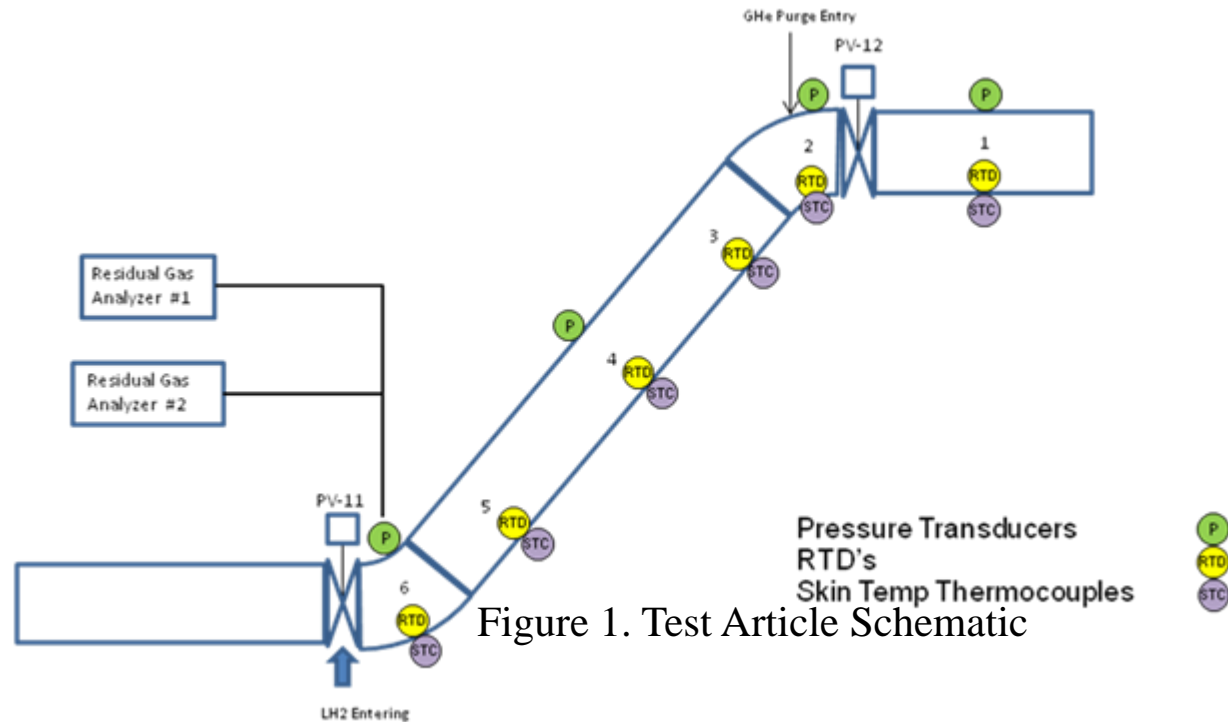 GHe Purge Entry
PV-12
P
P
2
1
RTD
RTD
STC
STC
3
RTD
STC
Residual Gas
Analyzer #1
P
4
RTD
STC
Residual Gas
Analyzer #2
PV-11
P
5
RTD
STC
6
RTD
STC
LH2 Entering
Pressure Transducers
P
RTD's
RTD
Skin Temp Thermocouples
STC
Figure 1. Test Article Schematic